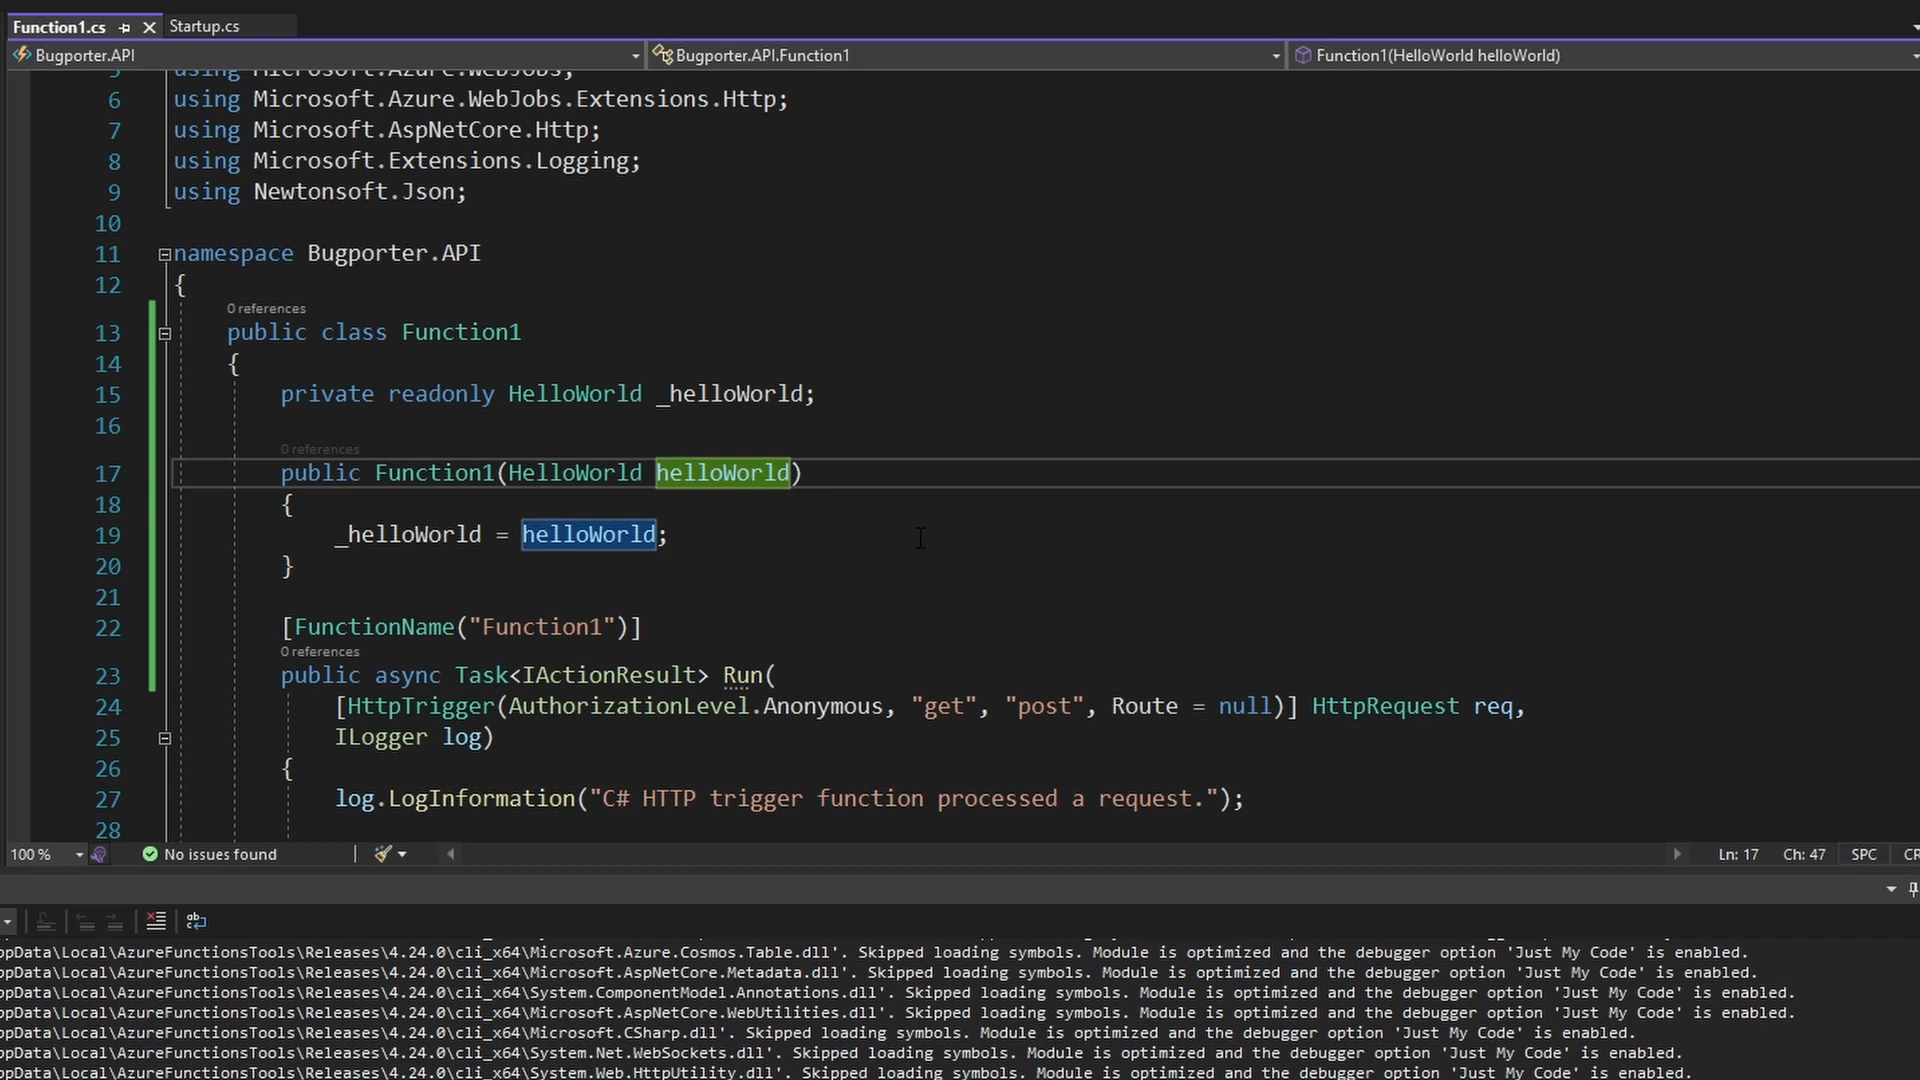 Function1.cs Startup.cs
Bugporter.API Bugporter.API.Function1 Function1(HelloWorld helloWorld)
5 using Microsoft.Azure.WebJobs;
6 using Microsoft.Azure.WebJobs.Extensions.Http;
7 using Microsoft.AspNetCore.Http;
8 using Microsoft.Extensions.Logging;
9 using Newtonsoft.Json;
10
11 namespace Bugporter.API
12 {
0 references
13 public class Function1
14 {
15 private readonly HelloWorld _helloWorld;
16
0 references
17 public Function1(HelloWorld helloWorld)
18 {
19 _helloWorld = helloWorld;
20 }
21
22 [FunctionName("Function1")]
0 references
23 public async Task<IActionResult> Run(
24 [HttpTrigger(AuthorizationLevel.Anonymous, "get", "post", Route = null)] HttpRequest req,
25 ILogger log)
26 {
27 log.LogInformation("C# HTTP trigger function processed a request.");
28
100 % No issues found Ln: 17 Ch: 47 SPC CR
ppData\Local\AzureFunctionsTools\Releases\4.24.0\cli_x64\Microsoft.Azure.Cosmos.Table.dll'. Skipped loading symbols. Module is optimized and the debugger option 'Just My Code' is enabled.
ppData\Local\AzureFunctionsTools\Releases\4.24.0\cli_x64\Microsoft.AspNetCore.Metadata.dll'. Skipped loading symbols. Module is optimized and the debugger option 'Just My Code' is enabled.
ppData\Local\AzureFunctionsTools\Releases\4.24.0\cli_x64\System.ComponentModel.Annotations.dll'. Skipped loading symbols. Module is optimized and the debugger option 'Just My Code' is enabled.
ppData\Local\AzureFunctionsTools\Releases\4.24.0\cli_x64\Microsoft.AspNetCore.WebUtilities.dll'. Skipped loading symbols. Module is optimized and the debugger option 'Just My Code' is enabled.
ppData\Local\AzureFunctionsTools\Releases\4.24.0\cli_x64\Microsoft.CSharp.dll'. Skipped loading symbols. Module is optimized and the debugger option 'Just My Code' is enabled.
ppData\Local\AzureFunctionsTools\Releases\4.24.0\cli_x64\System.Net.WebSockets.dll'. Skipped loading symbols. Module is optimized and the debugger option 'Just My Code' is enabled.
ppData\Local\AzureFunctionsTools\Releases\4.24.0\cli_x64\System.Web.HttpUtility.dll'. Skipped loading symbols. Module is optimized and the debugger option 'Just My Code' is enabled.